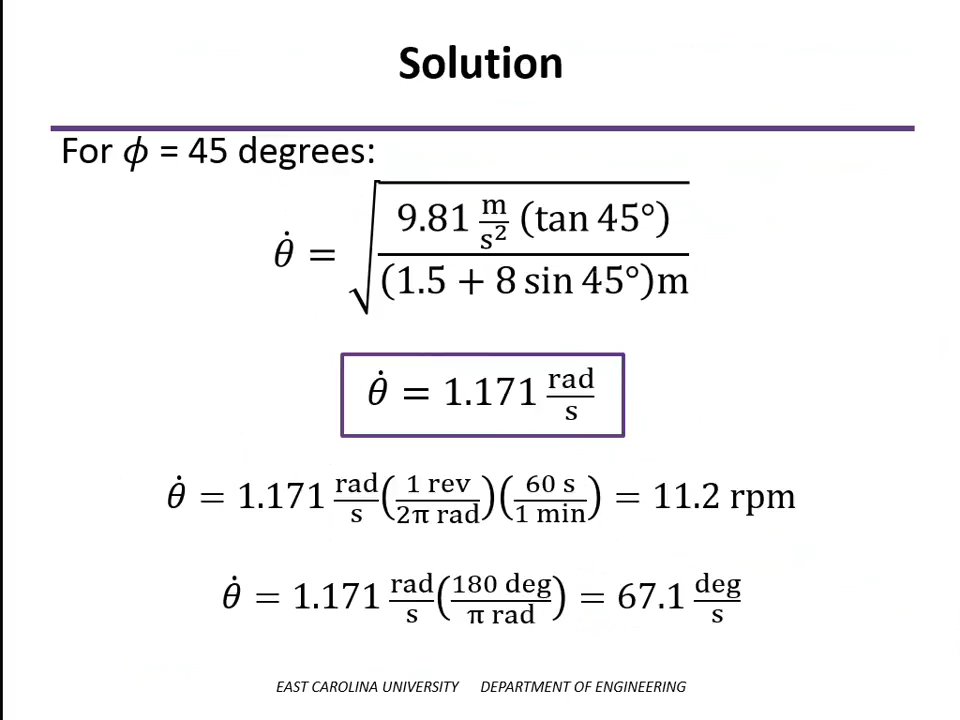 Solution
For ϕ = 45 degrees:
θ̇ = √((9.81 m/s² (tan 45°))/((1.5 + 8 sin 45°)m))
θ̇ = 1.171 rad/s
θ̇ = 1.171 rad/s (1 rev/2π rad)(60 s/1 min) = 11.2 rpm
θ̇ = 1.171 rad/s (180 deg/π rad) = 67.1 deg/s
EAST CAROLINA UNIVERSITY DEPARTMENT OF ENGINEERING